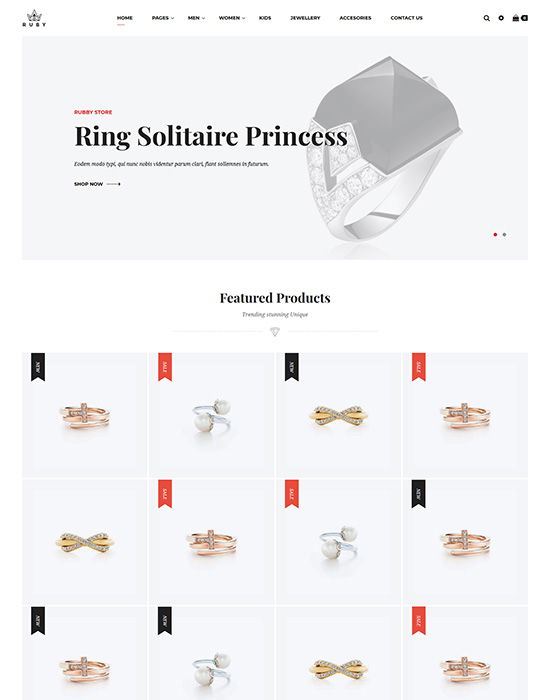 RUBY
HOME PAGES MEN WOMEN KIDS JEWELLERY ACCESORIES CONTACT US 0
RUBBY STORE
Ring Solitaire Princess
Eodem modo typi, qui nunc nobis videntur parum clari, fiant sollemnes in futurum.
SHOP NOW
Featured Products
Trending stunning Unique
NEW SALE NEW SALE
SALE SALE NEW
NEW NEW SALE